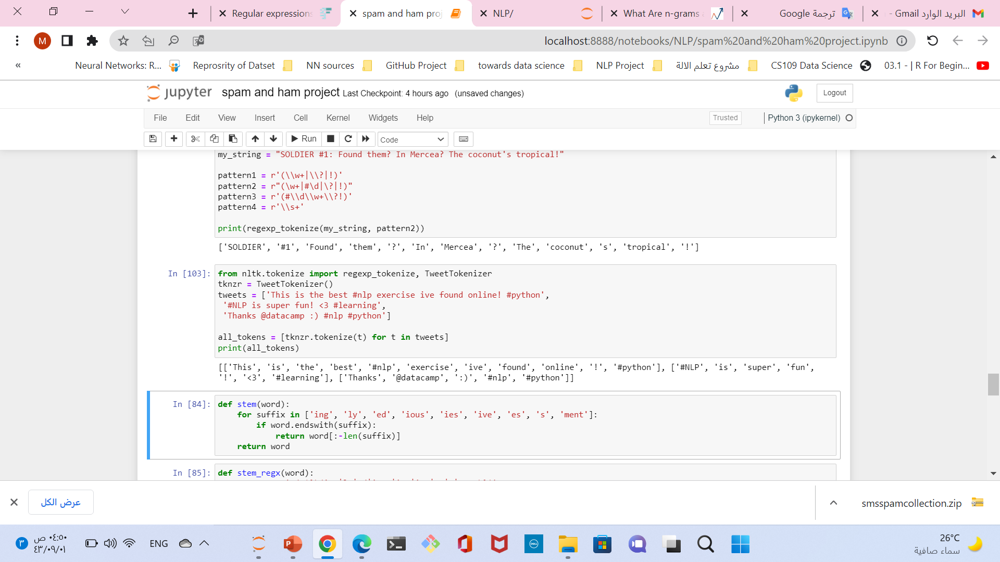 Regular expressions
spam and ham proj
NLP/
What Are n-grams a
ترجمة Google
البريد الوارد - Gmail
M
localhost:8888/notebooks/NLP/spam%20and%20ham%20project.ipynb
«
Neural Networks: R...
Reprosrity of Datset
NN sources
GitHub Project
towards data science
NLP Project
مشروع تعلم الالة
CS109 Data Science
03.1 - | R For Begin...
jupyter spam and ham project Last Checkpoint: 4 hours ago (unsaved changes)
Logout
File Edit View Insert Cell Kernel Widgets Help
Trusted
Python 3 (ipykernel)
Run
Code
my_string = "SOLDIER #1: Found them? In Mercea? The coconut's tropical!"
pattern1 = r'(\\w+|\\?|!)'
pattern2 = r"(\w+|#\d|\?|!)"
pattern3 = r'(#\\d\\w+\\?!)'
pattern4 = r'\\s+'
print(regexp_tokenize(my_string, pattern2))
['SOLDIER', '#1', 'Found', 'them', '?', 'In', 'Mercea', '?', 'The', 'coconut', 's', 'tropical', '!']
In [103]:
from nltk.tokenize import regexp_tokenize, TweetTokenizer
tknzr = TweetTokenizer()
tweets = ['This is the best #nlp exercise ive found online! #python',
'#NLP is super fun! <3 #learning',
'Thanks @datacamp :) #nlp #python']
all_tokens = [tknzr.tokenize(t) for t in tweets]
print(all_tokens)
[['This', 'is', 'the', 'best', '#nlp', 'exercise', 'ive', 'found', 'online', '!', '#python'], ['#NLP', 'is', 'super', 'fun',
'!', '<3', '#learning'], ['Thanks', '@datacamp', ':)', '#nlp', '#python']]
In [84]:
def stem(word):
for suffix in ['ing', 'ly', 'ed', 'ious', 'ies', 'ive', 'es', 's', 'ment']:
if word.endswith(suffix):
return word[:-len(suffix)]
return word
In [85]:
def stem_regx(word):
عرض الكل
smsspamcollection.zip
٣
٠٤:٥٠ ص
٤٣/٠٩/٠١
ENG
DELL
26°C
سماء صافية